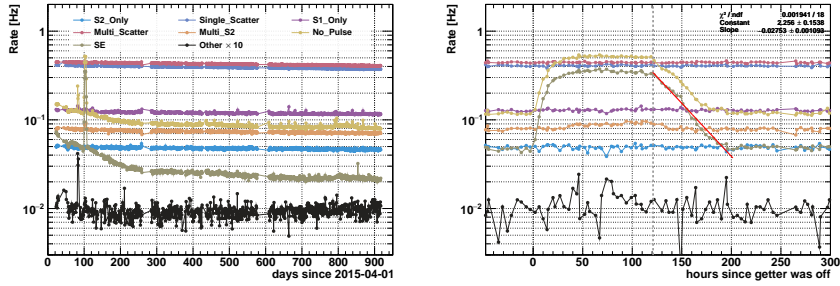 Rate [Hz]
S2_Only
Single_Scatter
S1_Only
Multi_Scatter
Multi_S2
No_Pulse
SE
Other × 10
1
10⁻¹
10⁻²
0 100 200 300 400 500 600 700 800 900
days since 2015-04-01
Rate [Hz]
χ² / ndf 0.001941 / 18
Constant 2.256 ± 0.1538
Slope -0.02753 ± 0.001093
1
10⁻¹
10⁻²
0 50 100 150 200 250 300
hours since getter was off